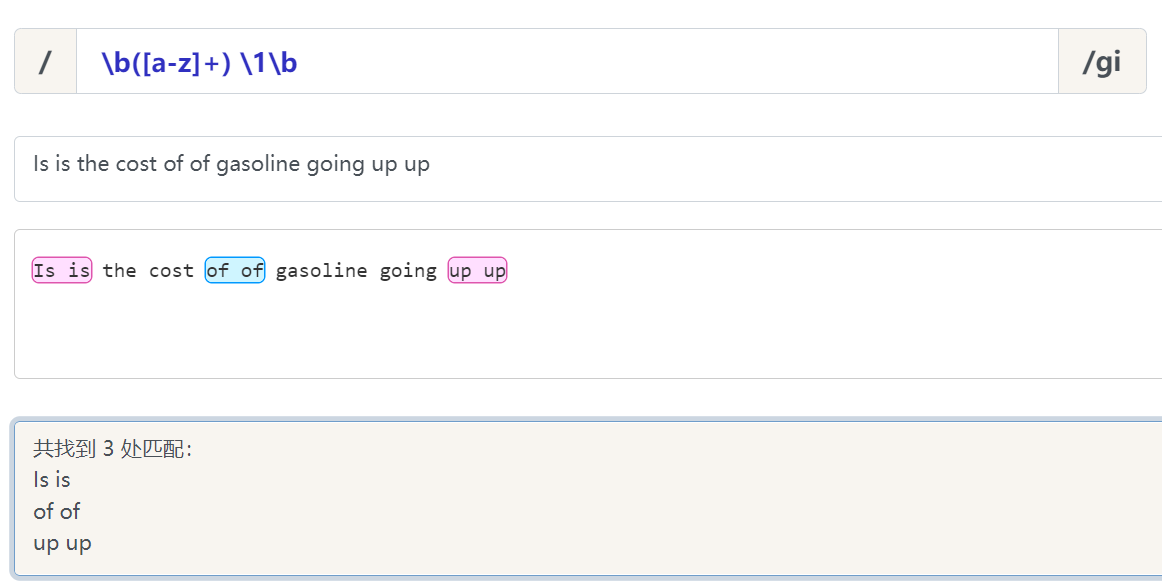 / \b([a-z]+) \1\b /gi
Is is the cost of of gasoline going up up
Is is the cost of of gasoline going up up
共找到 3 处匹配：
Is is
of of
up up